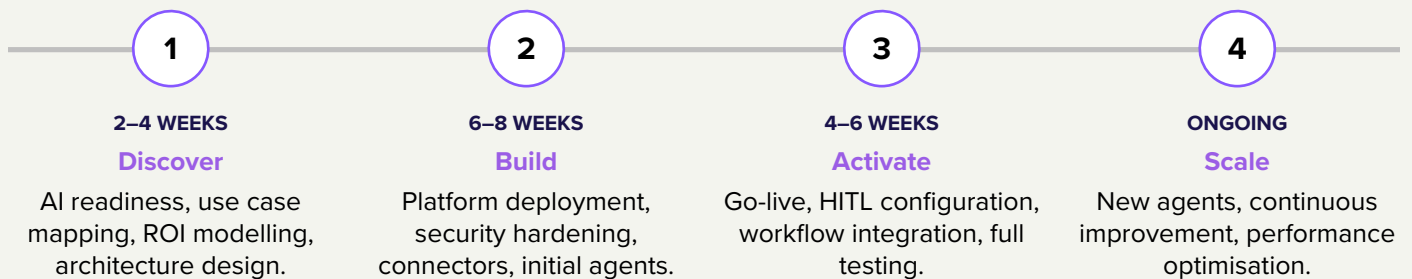 1
2–4 WEEKS
Discover
AI readiness, use case
mapping, ROI modelling,
architecture design.
2
6–8 WEEKS
Build
Platform deployment,
security hardening,
connectors, initial agents.
3
4–6 WEEKS
Activate
Go-live, HITL configuration,
workflow integration, full
testing.
4
ONGOING
Scale
New agents, continuous
improvement, performance
optimisation.